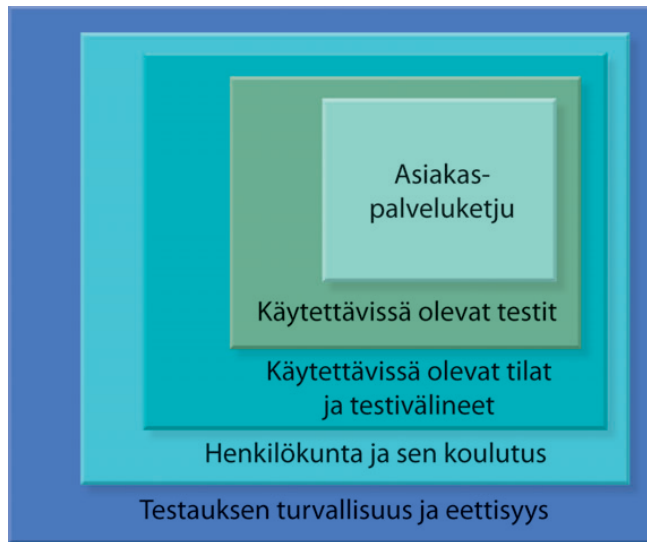 Asiakas-
palveluketju
Käytettävissä olevat testit
Käytettävissä olevat tilat
ja testivälineet
Henkilökunta ja sen koulutus
Testauksen turvallisuus ja eettisyys